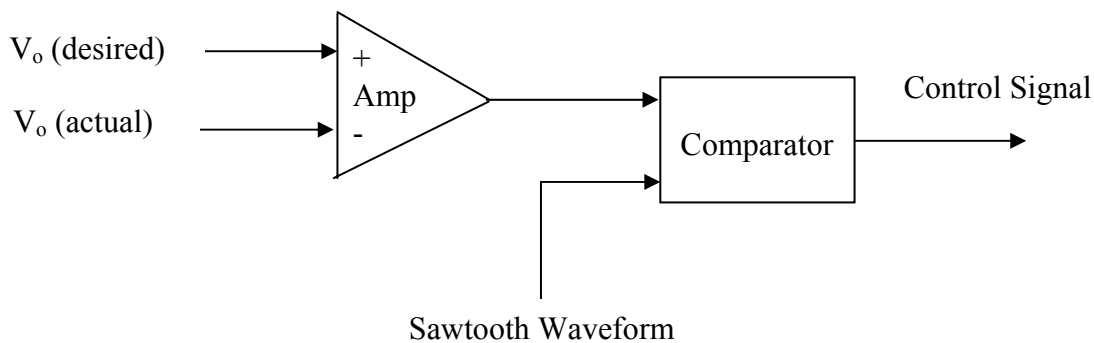 Vₒ (desired)
+
Amp
-
Vₒ (actual)
Comparator
Control Signal
Sawtooth Waveform